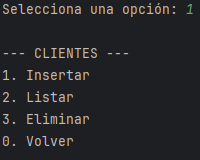 Selecciona una opción: 1
--- CLIENTES ---
1. Insertar
2. Listar
3. Eliminar
0. Volver